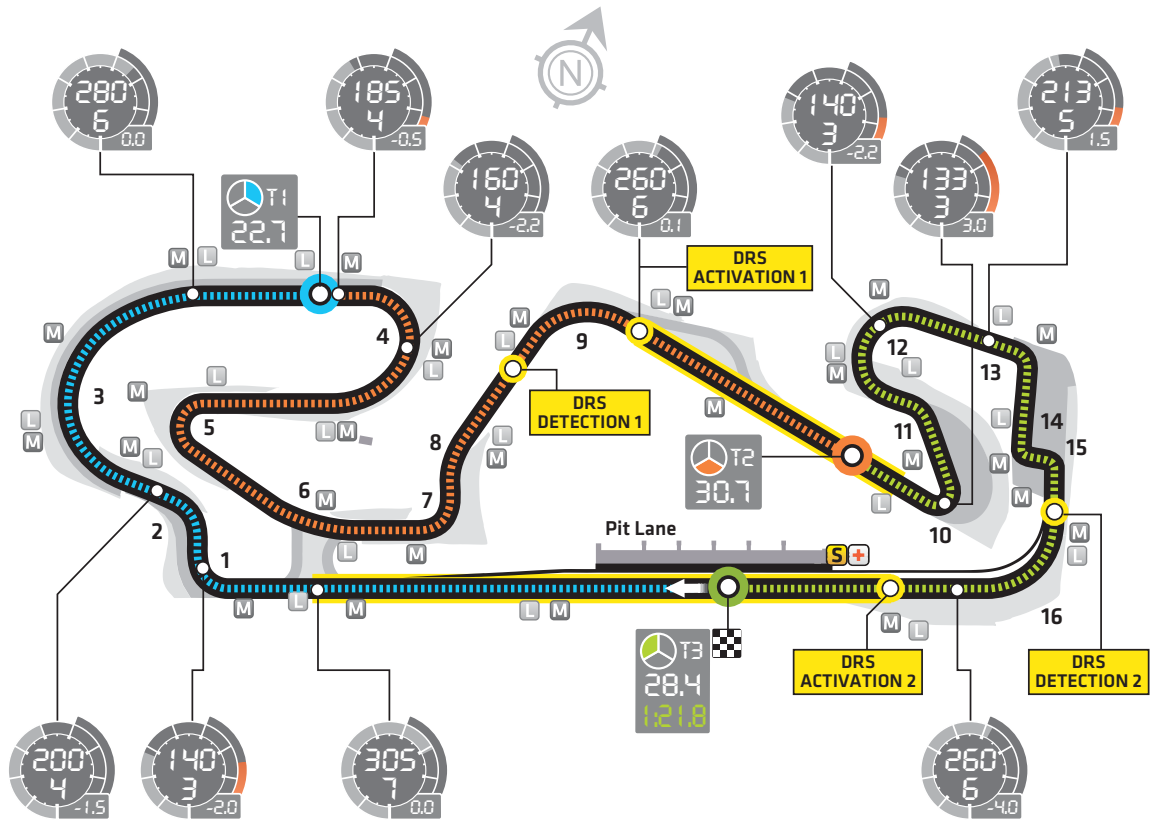 280
6
0.0
185
4
-0.5
N
140
3
-2.2
213
5
1.5
160
4
-2.2
260
6
0.1
133
3
3.0
T1
22.7
DRS
ACTIVATION 1
M
L
L
M
L
M
M
L
M
L
M
M
4
M
L
9
12
13
L
M
L
3
M
L
5
DRS
DETECTION 1
M
L
M
L
M
8
L
M
T2
30.7
11
M
L
M
14
15
M
L
2
6
M
7
L
M
L
10
M
L
Pit Lane
S
+
1
M
L
M
L
M
M
L
16
T3
28.4
1:21.8
DRS
ACTIVATION 2
DRS
DETECTION 2
200
4
-1.5
140
3
-2.0
305
7
0.0
260
6
-4.0